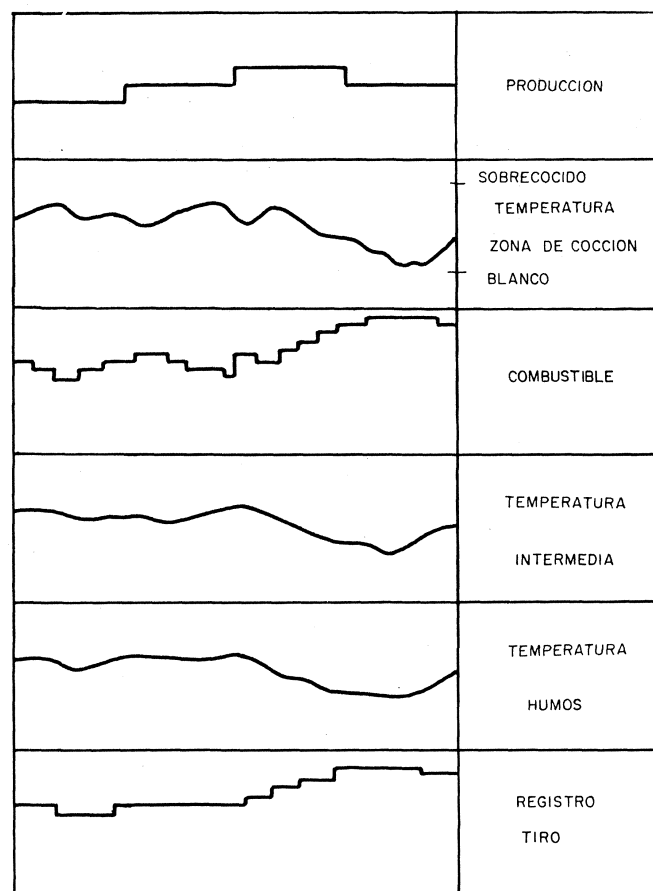 PRODUCCION
SOBRECOCIDO
TEMPERATURA
ZONA DE COCCION
BLANCO
COMBUSTIBLE
TEMPERATURA
INTERMEDIA
TEMPERATURA
HUMOS
REGISTRO
TIRO